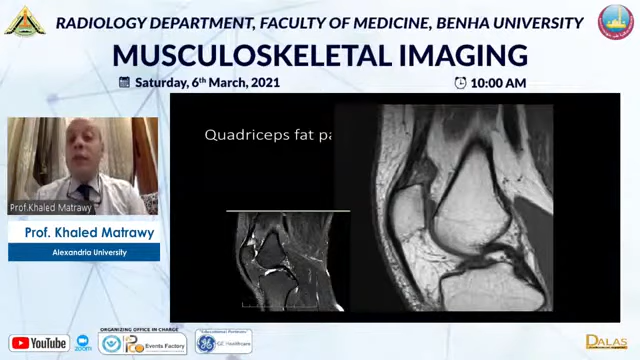 RADIOLOGY DEPARTMENT, FACULTY OF MEDICINE, BENHA UNIVERSITY
MUSCULOSKELETAL IMAGING
Saturday, 6th March, 2021
10:00 AM
Quadriceps fat pa
Prof.Khaled Matrawy
Prof. Khaled Matrawy
Alexandria University
ORGANIZING OFFICE IN CHARGE
YouTube
zoom
Events Factory
GE Healthcare
DALAS